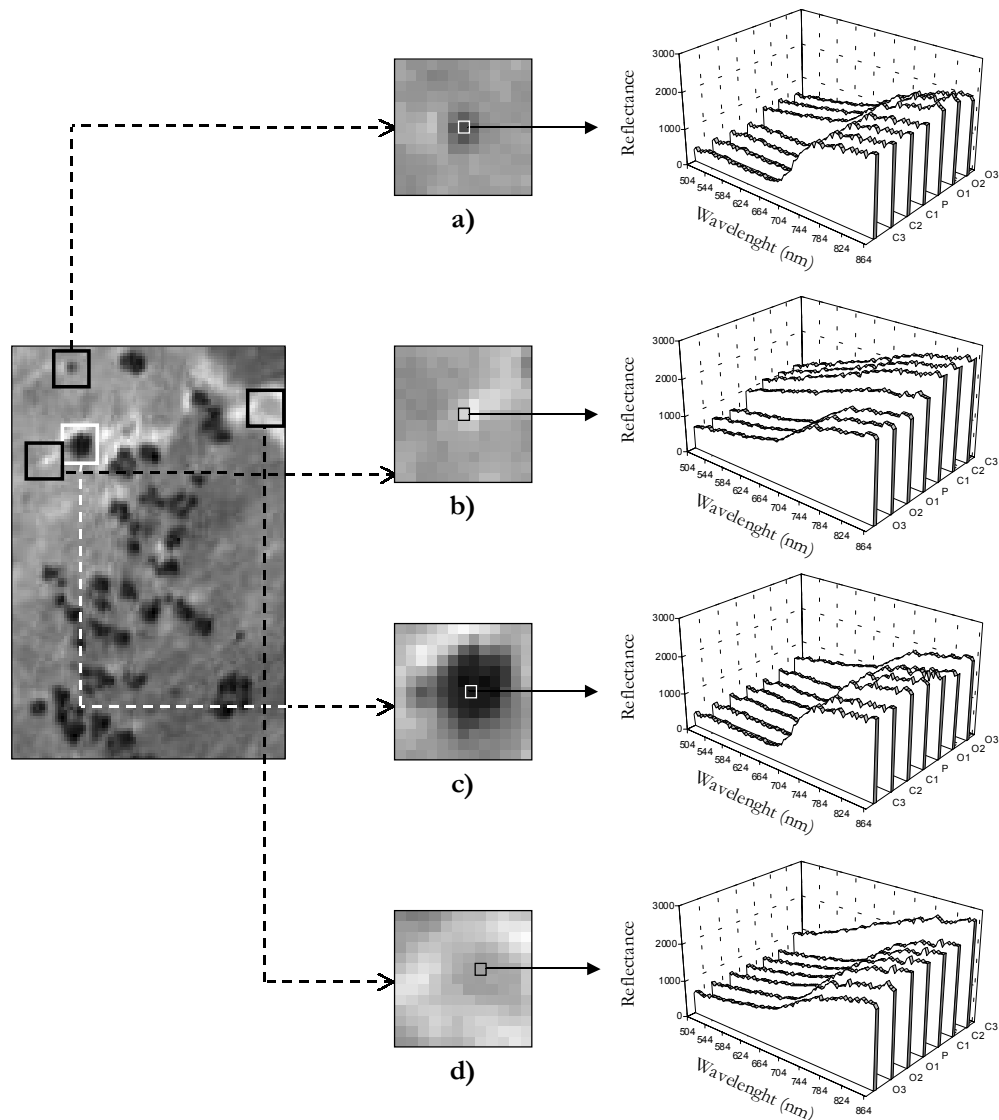 3000
2000
1000
0
Reflectance
504
544
584
624
664
704
744
784
824
864
Wavelenght (nm)
C3
C2
C1
P
O1
O2
O3
a)
3000
2000
1000
0
Reflectance
504
544
584
624
664
704
744
784
824
864
Wavelenght (nm)
O3
O2
O1
P
C1
C2
C3
b)
3000
2000
1000
0
Reflectance
504
544
584
624
664
704
744
784
824
864
Wavelenght (nm)
C3
C2
C1
P
O1
O2
O3
c)
3000
2000
1000
0
Reflectance
504
544
584
624
664
704
744
784
824
864
Wavelenght (nm)
O3
O2
O1
P
C1
C2
C3
d)